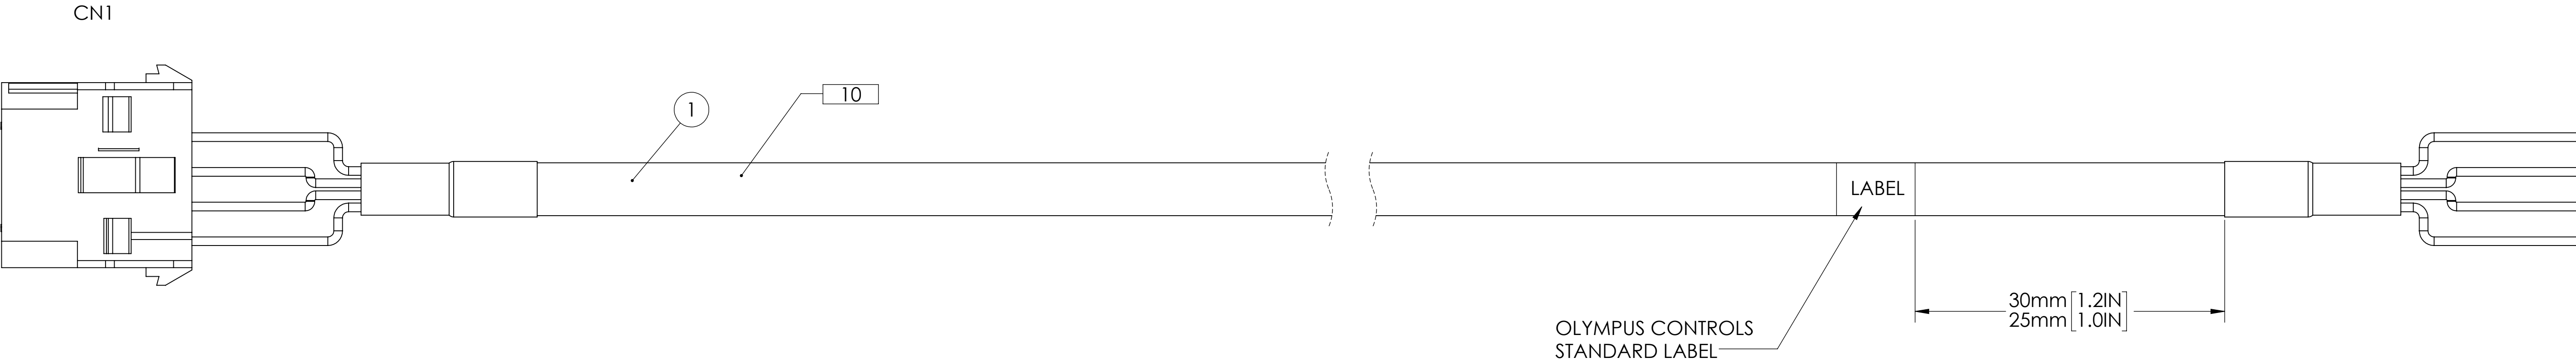 CN1
1
10
LABEL
30mm [1.2IN]
25mm [1.0IN]
OLYMPUS CONTROLS
STANDARD LABEL